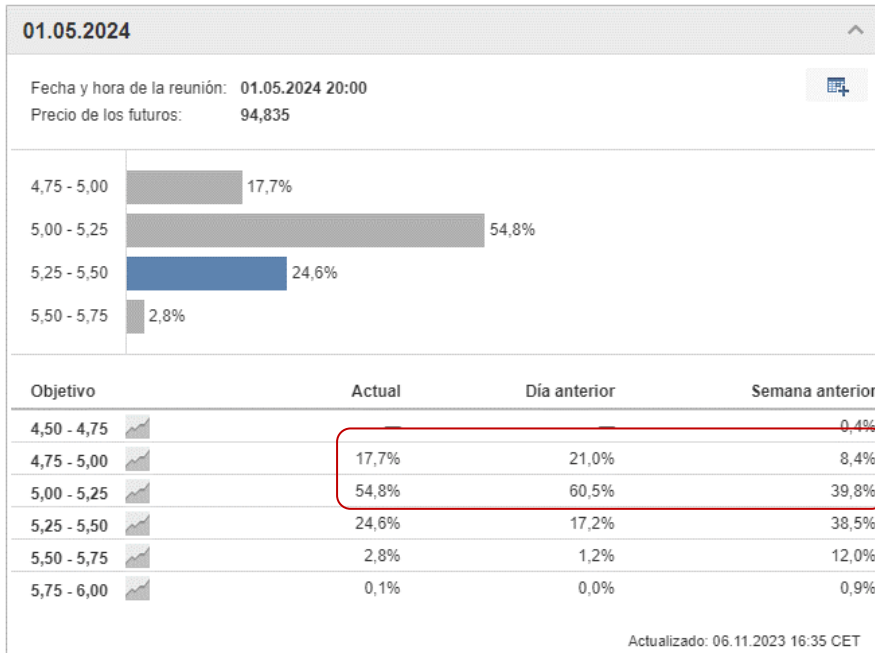 01.05.2024
Fecha y hora de la reunión: 01.05.2024 20:00
Precio de los futuros: 94,835
4,75 - 5,00 17,7%
5,00 - 5,25 54,8%
5,25 - 5,50 24,6%
5,50 - 5,75 2,8%
Objetivo Actual Día anterior Semana anterior
4,50 - 4,75 — — 0,4%
4,75 - 5,00 17,7% 21,0% 8,4%
5,00 - 5,25 54,8% 60,5% 39,8%
5,25 - 5,50 24,6% 17,2% 38,5%
5,50 - 5,75 2,8% 1,2% 12,0%
5,75 - 6,00 0,1% 0,0% 0,9%
Actualizado: 06.11.2023 16:35 CET